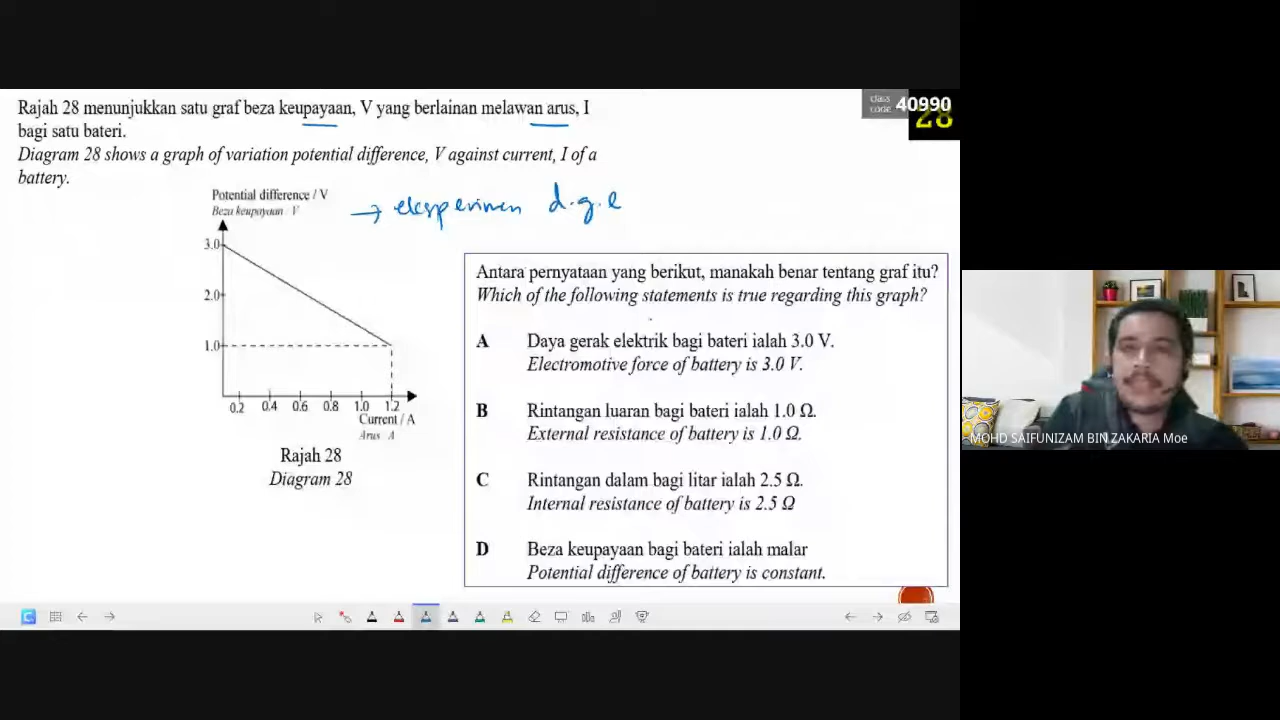 Rajah 28 menunjukkan satu graf beza keupayaan, V yang berlainan melawan arus, I
bagi satu bateri.
Diagram 28 shows a graph of variation potential difference, V against current, I of a
battery.
class
code 40990
28
Potential difference / V
Beza keupayaan V
→ eksperimen d.g.e
3.0
2.0
1.0
0.2 0.4 0.6 0.8 1.0 1.2
Current / A
Arus A
Rajah 28
Diagram 28
Antara pernyataan yang berikut, manakah benar tentang graf itu?
Which of the following statements is true regarding this graph?
A Daya gerak elektrik bagi bateri ialah 3.0 V.
Electromotive force of battery is 3.0 V.
B Rintangan luaran bagi bateri ialah 1.0 Ω.
External resistance of battery is 1.0 Ω.
C Rintangan dalam bagi litar ialah 2.5 Ω.
Internal resistance of battery is 2.5 Ω
D Beza keupayaan bagi bateri ialah malar
Potential difference of battery is constant.
MOHD SAIFUNIZAM BIN ZAKARIA Moe